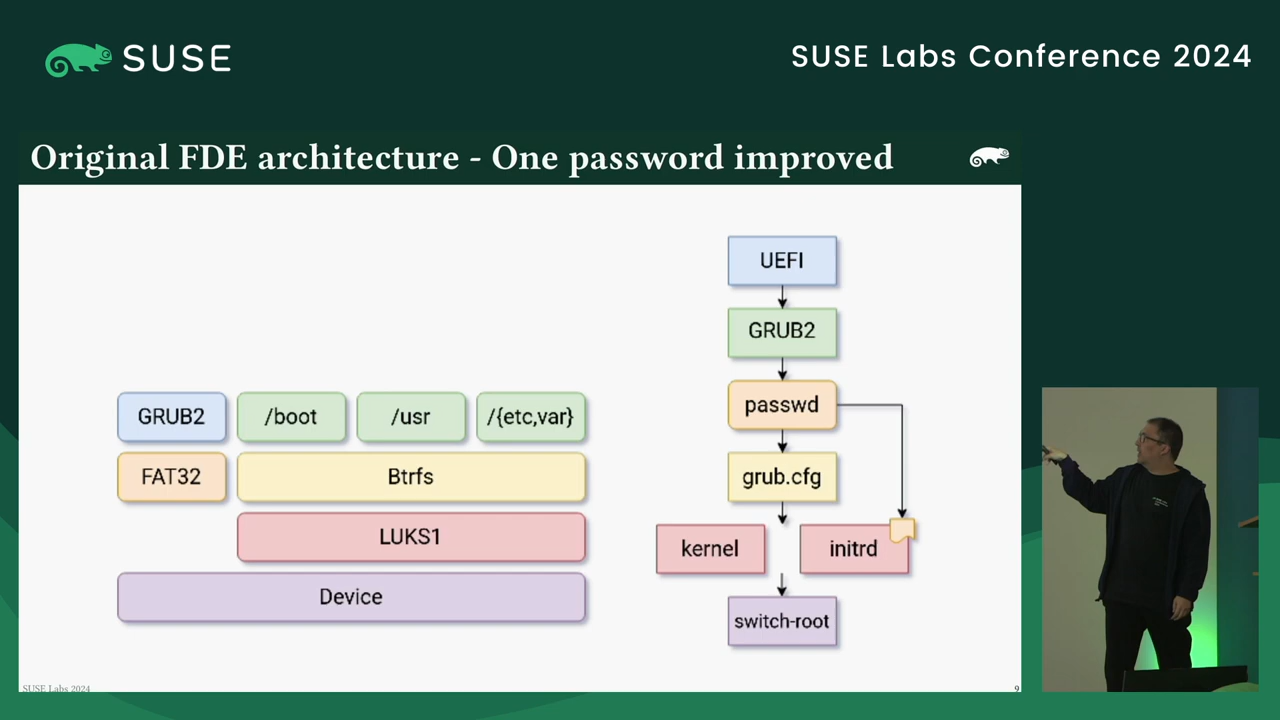 SUSE
SUSE Labs Conference 2024
Original FDE architecture - One password improved
UEFI
GRUB2
passwd
grub.cfg
kernel
initrd
switch-root
GRUB2
/boot
/usr
/{etc,var}
FAT32
Btrfs
LUKS1
Device
SUSE Labs 2024
9